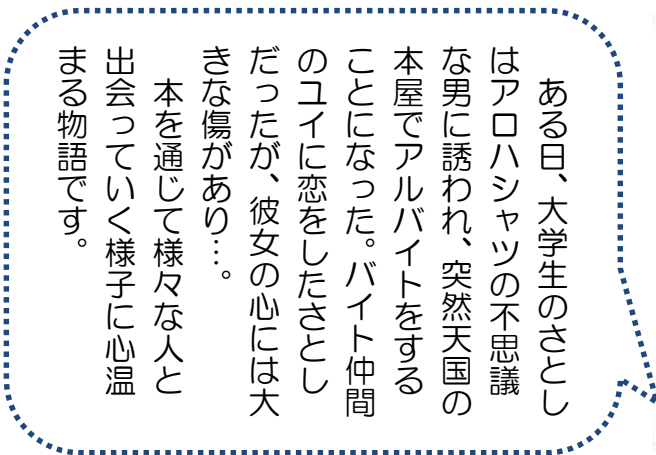 ある日、大学生のさとし
はアロハシャツの不思議
な男に誘われ、突然天国の
本屋でアルバイトをする
ことになった。バイト仲間
のユイに恋をしたさとし
だったが、彼女の心には大
きな傷があり…。
　本を通じて様々な人と
出会っていく様子に心温
まる物語です。